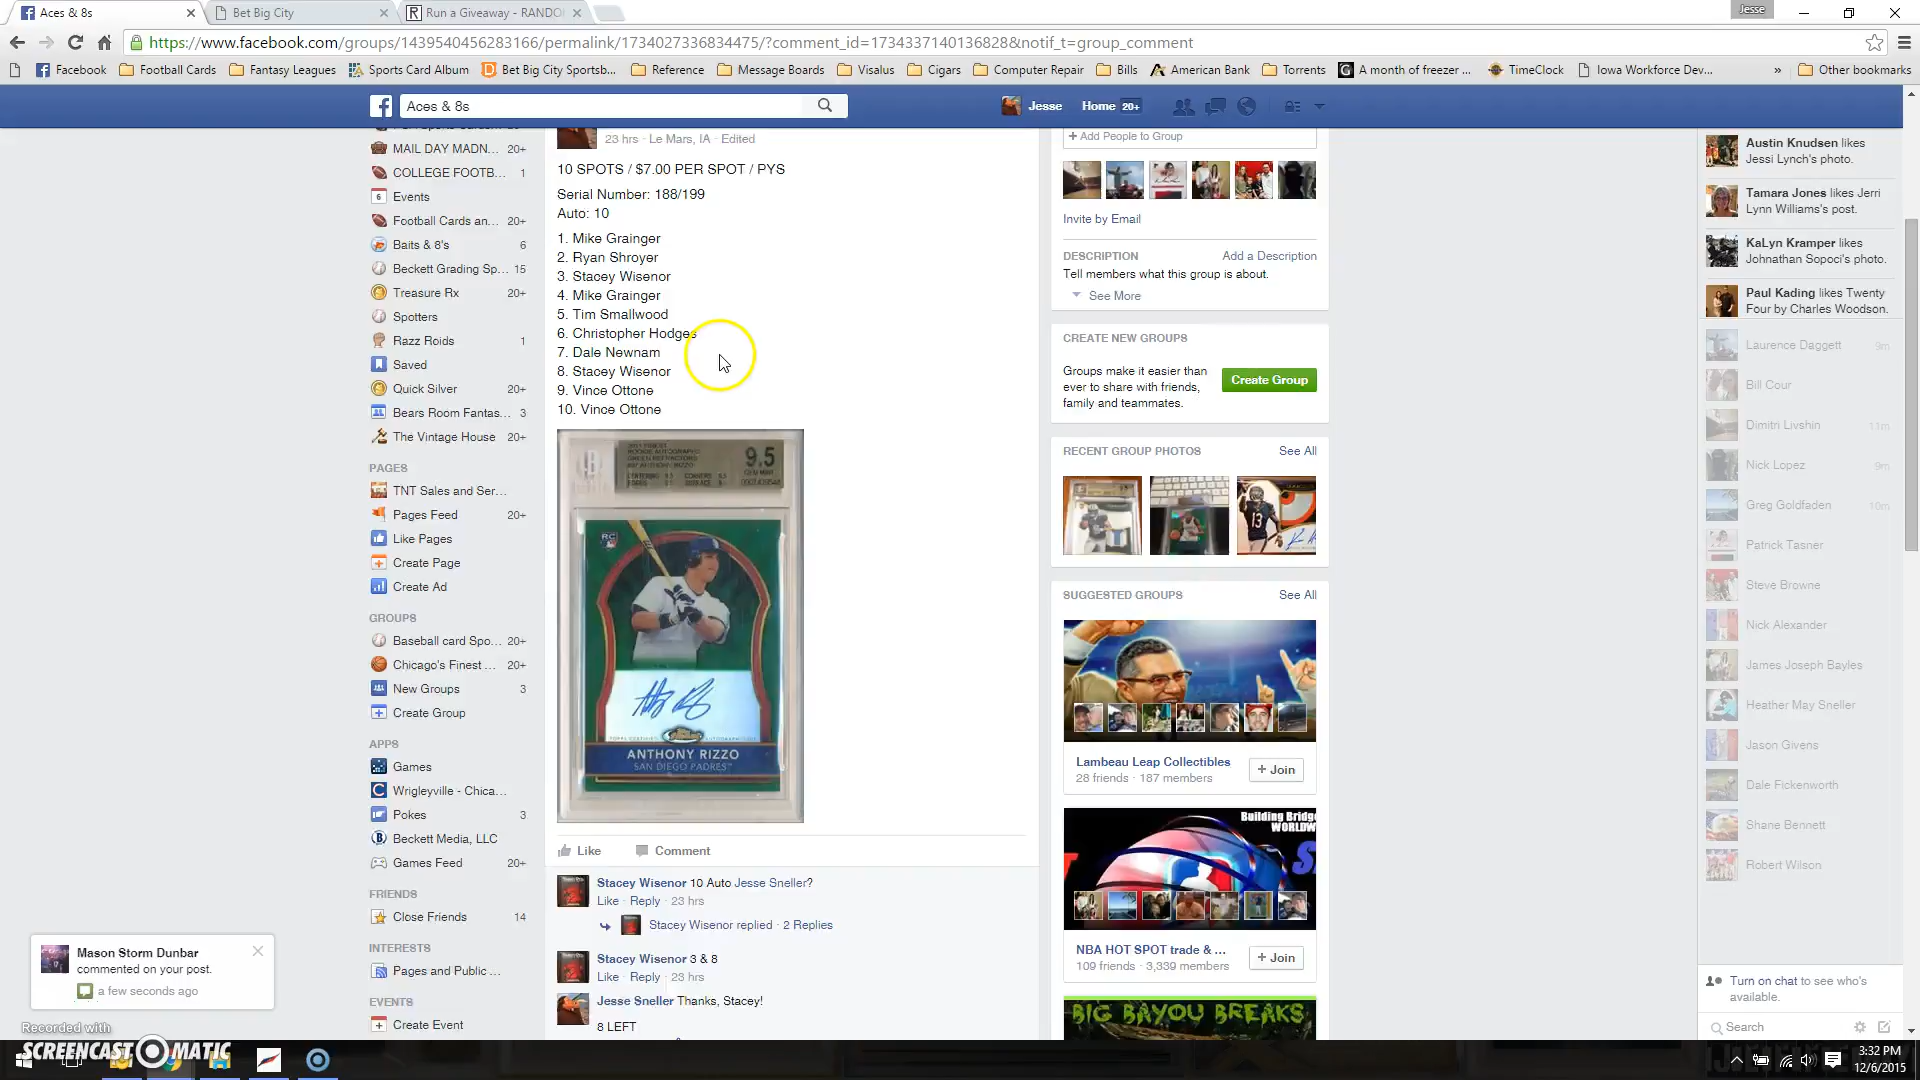 Aces & 8s
Bet Big City
Run a Giveaway - RANDO
Jesse
https://www.facebook.com/groups/1439540456283166/permalink/1734027336834475/?comment_id=1734337140136828&notif_t=group_comment
Facebook
Football Cards
Fantasy Leagues
Sports Card Album
Bet Big City Sportsb...
Reference
Message Boards
Visalus
Cigars
Computer Repair
Bills
American Bank
Torrents
A month of freezer ...
TimeClock
Iowa Workforce Dev...
»
Other bookmarks
Aces & 8s
Jesse
Home 20+
MAIL DAY MADN... 20+
COLLEGE FOOTB... 1
Events
Football Cards an... 20+
Baits & 8's 6
Beckett Grading Sp... 15
Treasure Rx 20+
Spotters
Razz Roids 1
Saved
Quick Silver 20+
Bears Room Fantas... 3
The Vintage House 20+
PAGES
TNT Sales and Ser...
Pages Feed 20+
Like Pages
Create Page
Create Ad
GROUPS
Baseball card Spo... 20+
Chicago's Finest ... 20+
New Groups 3
Create Group
APPS
Games
Wrigleyville - Chica...
Pokes 3
Beckett Media, LLC
Games Feed 20+
FRIENDS
Close Friends 14
INTERESTS
Pages and Public ...
EVENTS
Create Event
23 hrs · Le Mars, IA · Edited
10 SPOTS / $7.00 PER SPOT / PYS
Serial Number: 188/199
Auto: 10
1. Mike Grainger
2. Ryan Shroyer
3. Stacey Wisenor
4. Mike Grainger
5. Tim Smallwood
6. Christopher Hodges
7. Dale Newnam
8. Stacey Wisenor
9. Vince Ottone
10. Vince Ottone
9.5
RC
ANTHONY RIZZO
SAN DIEGO PADRES
Like
Comment
Stacey Wisenor 10 Auto Jesse Sneller?
Like · Reply · 23 hrs
Stacey Wisenor replied · 2 Replies
Stacey Wisenor 3 & 8
Like · Reply · 23 hrs
Jesse Sneller Thanks, Stacey!
8 LEFT
+ Add People to Group
Invite by Email
DESCRIPTION
Add a Description
Tell members what this group is about.
See More
CREATE NEW GROUPS
Groups make it easier than
ever to share with friends,
family and teammates.
Create Group
RECENT GROUP PHOTOS
See All
SUGGESTED GROUPS
See All
Lambeau Leap Collectibles
28 friends · 187 members
+ Join
Building Bridge
WORLDW
NBA HOT SPOT trade & ...
109 friends · 3,339 members
+ Join
BIG BAYOU BREAKS
Austin Knudsen likes
Jessi Lynch's photo.
Tamara Jones likes Jerri
Lynn Williams's post.
KaLyn Kramper likes
Johnathan Sopoci's photo.
Paul Kading likes Twenty
Four by Charles Woodson.
Laurence Daggett 9m
Bill Cour
Dimitri Livshin 11m
Nick Lopez 9m
Greg Goldfaden 10m
Patrick Tasner
Steve Browne
Nick Alexander
James Joseph Bayles
Heather May Sneller
Jason Givens
Dale Fickenworth
Shane Bennett
Robert Wilson
Turn on chat to see who's
available.
Search
Mason Storm Dunbar
commented on your post.
a few seconds ago
Recorded with
SCREENCAST-O-MATIC
3:32 PM
12/6/2015